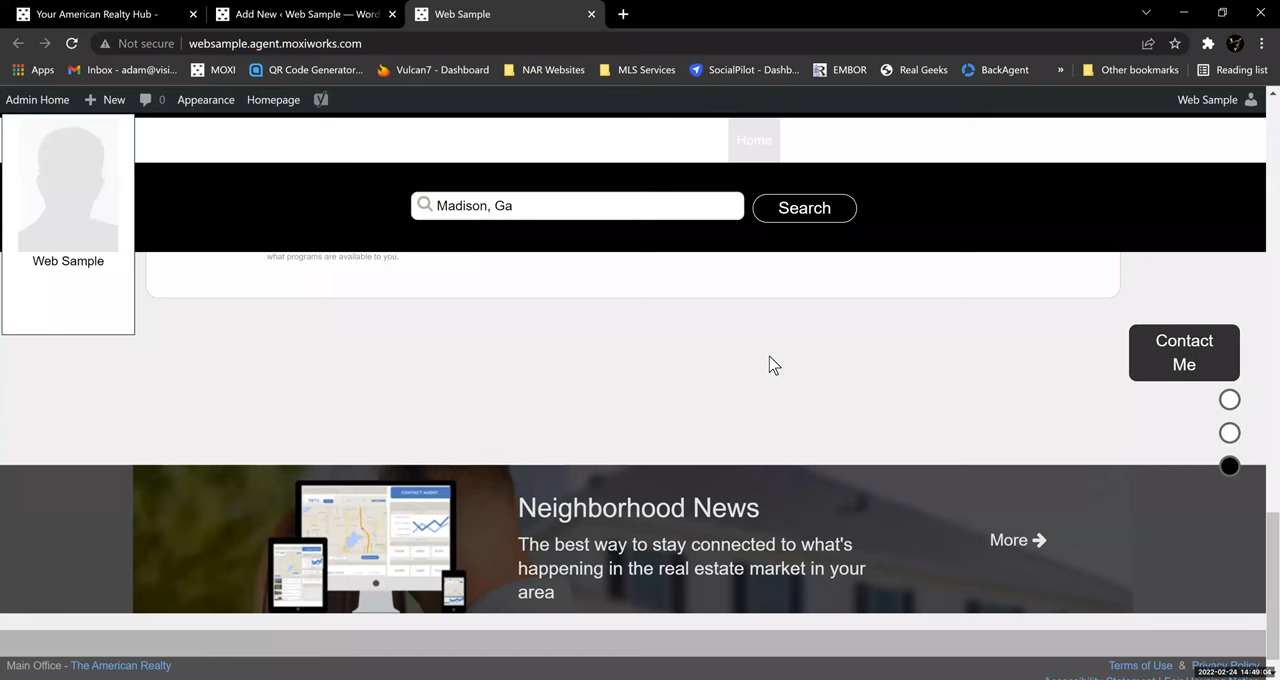 Your American Realty Hub -
Add New ‹ Web Sample — Word
Web Sample
Not secure
websample.agent.moxiworks.com
Apps
Inbox - adam@visi...
MOXI
QR Code Generator...
Vulcan7 - Dashboard
NAR Websites
MLS Services
SocialPilot - Dashb...
EMBOR
Real Geeks
BackAgent
»
Other bookmarks
Reading list
Admin Home
New
0
Appearance
Homepage
Web Sample
Home
Madison, Ga
Search
Web Sample
what programs are available to you.
Contact
Me
Neighborhood News
The best way to stay connected to what's
happening in the real estate market in your
area
More
Main Office - The American Realty
Terms of Use & Privacy Policy
2022-02-24 14:49:04